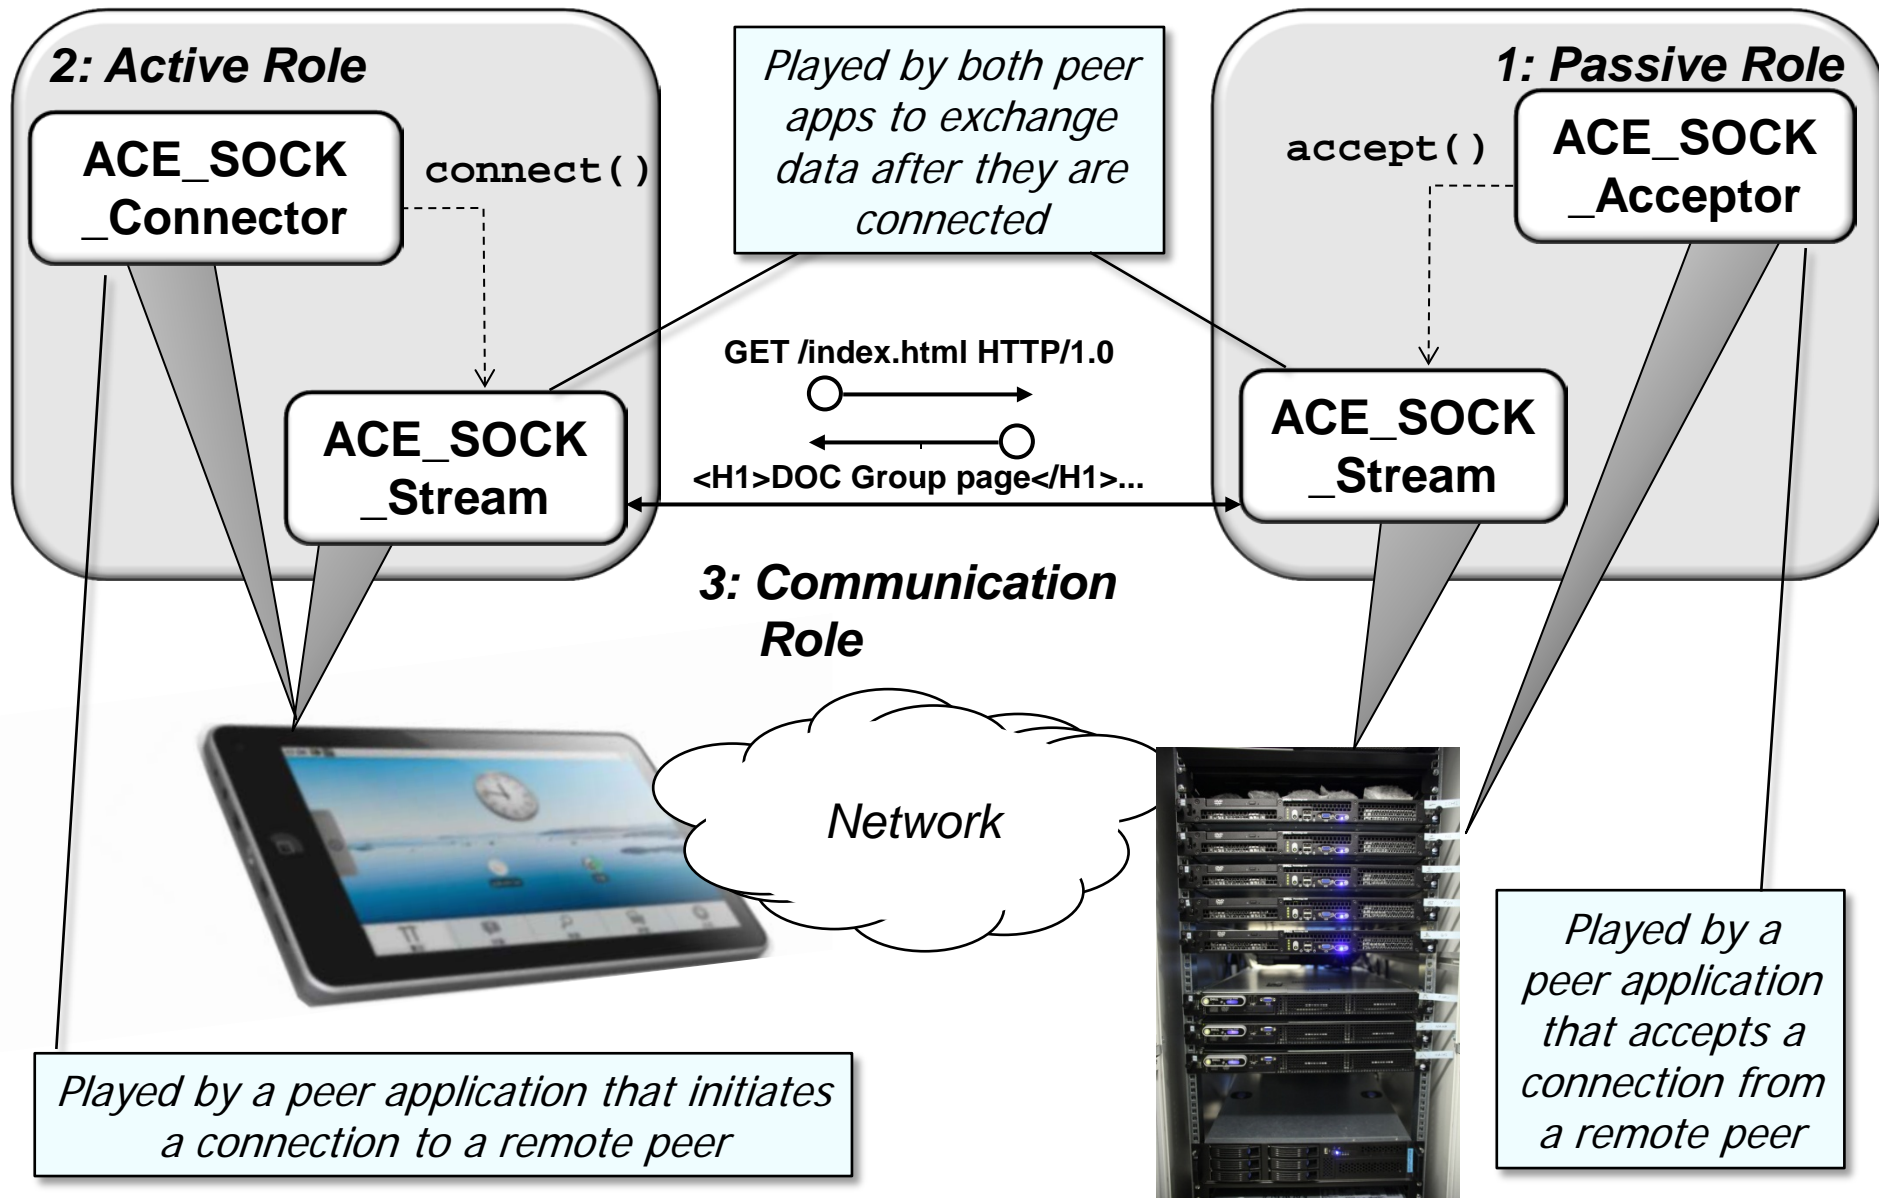 2: Active Role
ACE_SOCK
_Connector
connect()
ACE_SOCK
_Stream
Played by both peer
apps to exchange
data after they are
connected
1: Passive Role
accept()
ACE_SOCK
_Acceptor
ACE_SOCK
_Stream
GET /index.html HTTP/1.0
<H1>DOC Group page</H1>...
3: Communication
Role
Network
Played by a peer application that initiates
a connection to a remote peer
Played by a
peer application
that accepts a
connection from
a remote peer